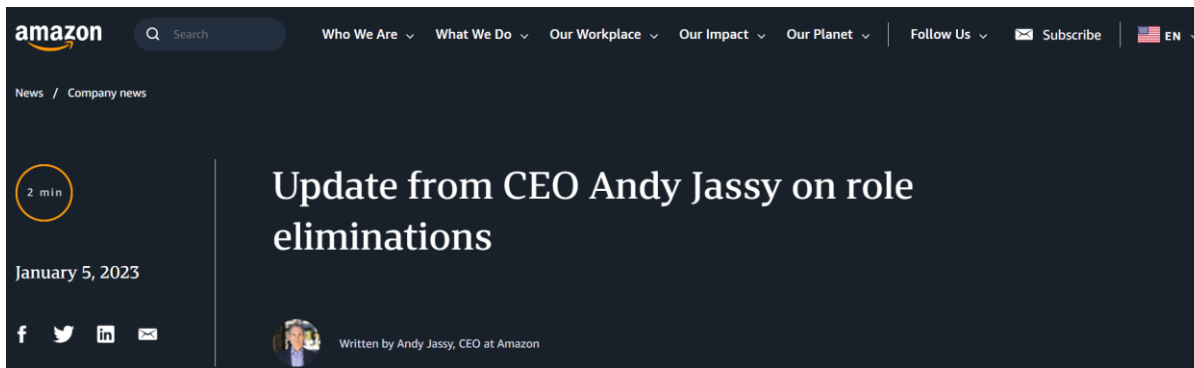 amazon Search Who We Are What We Do Our Workplace Our Impact Our Planet Follow Us Subscribe EN
News / Company news
2 min
Update from CEO Andy Jassy on role
eliminations
January 5, 2023
Written by Andy Jassy, CEO at Amazon